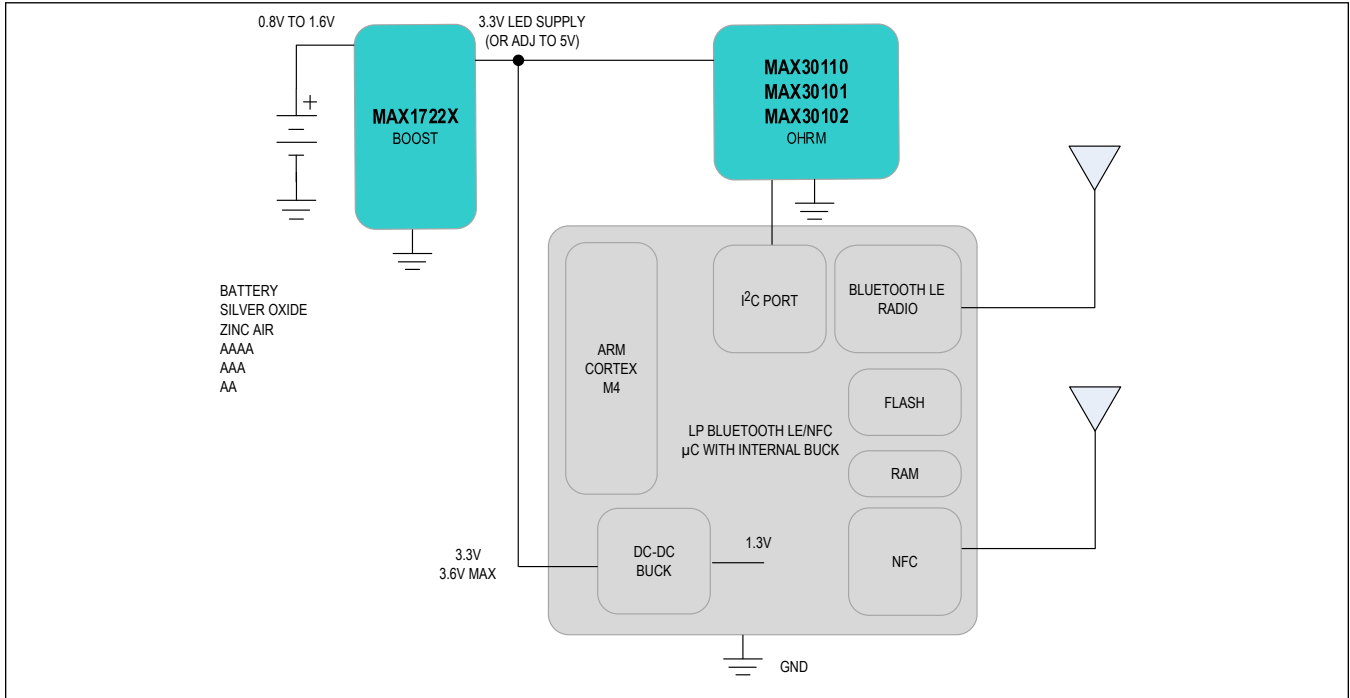 0.8V TO 1.6V
3.3V LED SUPPLY
(OR ADJ TO 5V)
+
MAX1722X
BOOST
MAX30110
MAX30101
MAX30102
OHRM
BATTERY
SILVER OXIDE
ZINC AIR
AAAA
AAA
AA
I²C PORT
BLUETOOTH LE
RADIO
ARM
CORTEX
M4
FLASH
LP BLUETOOTH LE/NFC
µC WITH INTERNAL BUCK
RAM
3.3V
3.6V MAX
DC-DC
BUCK
1.3V
NFC
GND